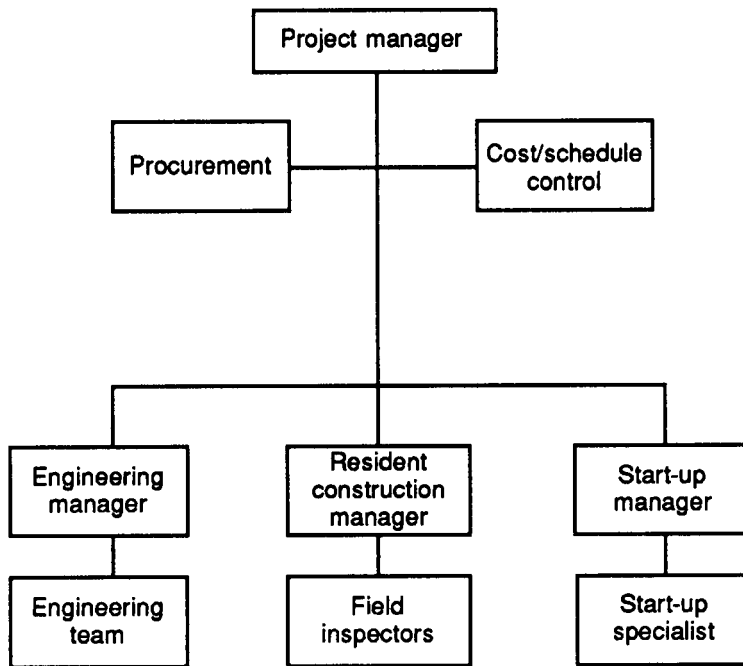 Project manager
Procurement
Cost/schedule
control
Engineering
manager
Resident
construction
manager
Start-up
manager
Engineering
team
Field
inspectors
Start-up
specialist